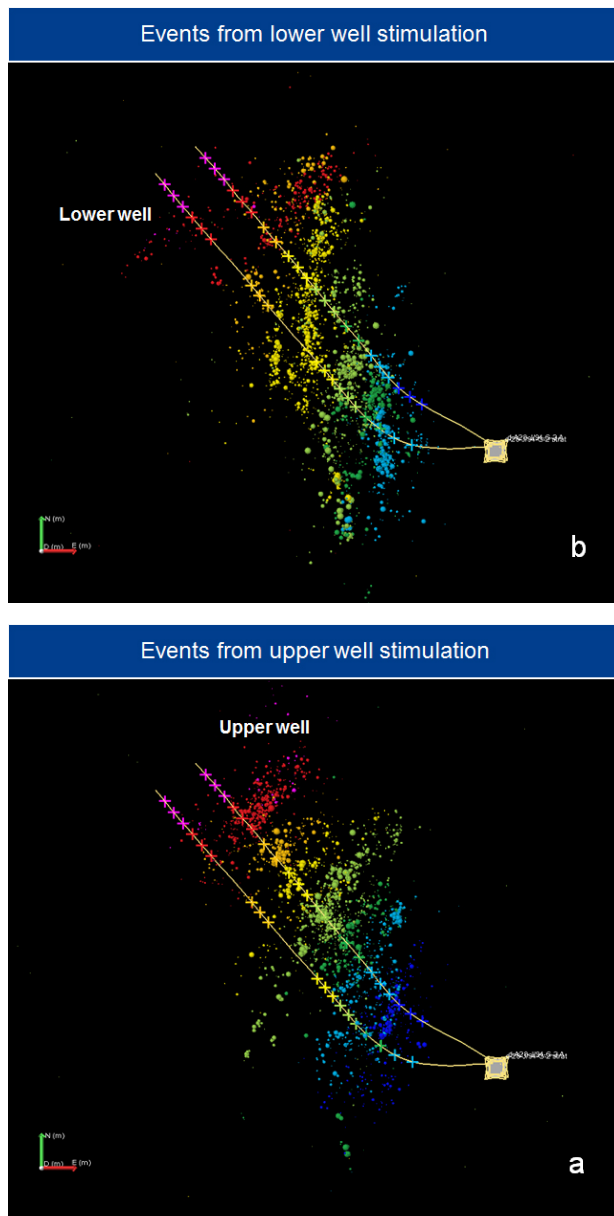 Events from lower well stimulation
Lower well
N (m)
D (m) E (m)
b
Events from upper well stimulation
Upper well
N (m)
D (m) E (m)
a